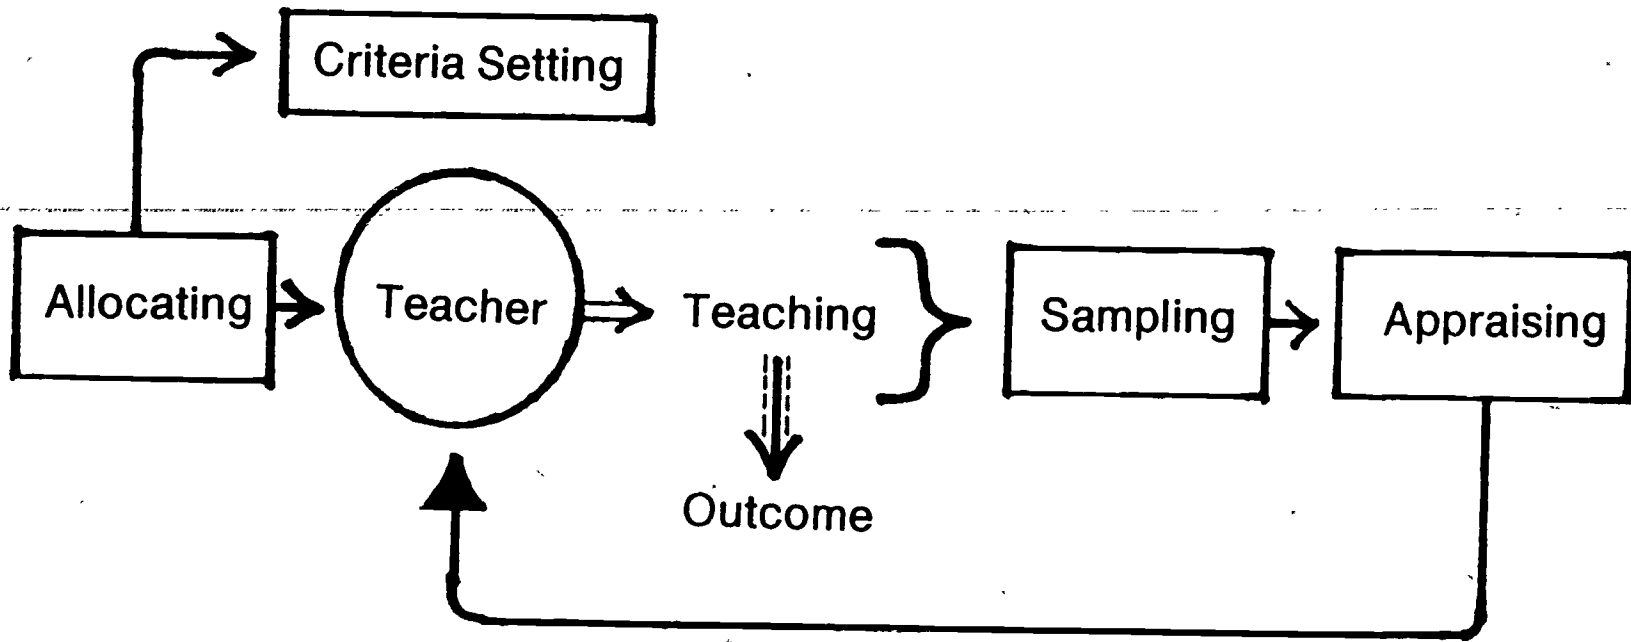 Criteria Setting
Allocating
Teacher
Teaching
Sampling
Appraising
Outcome